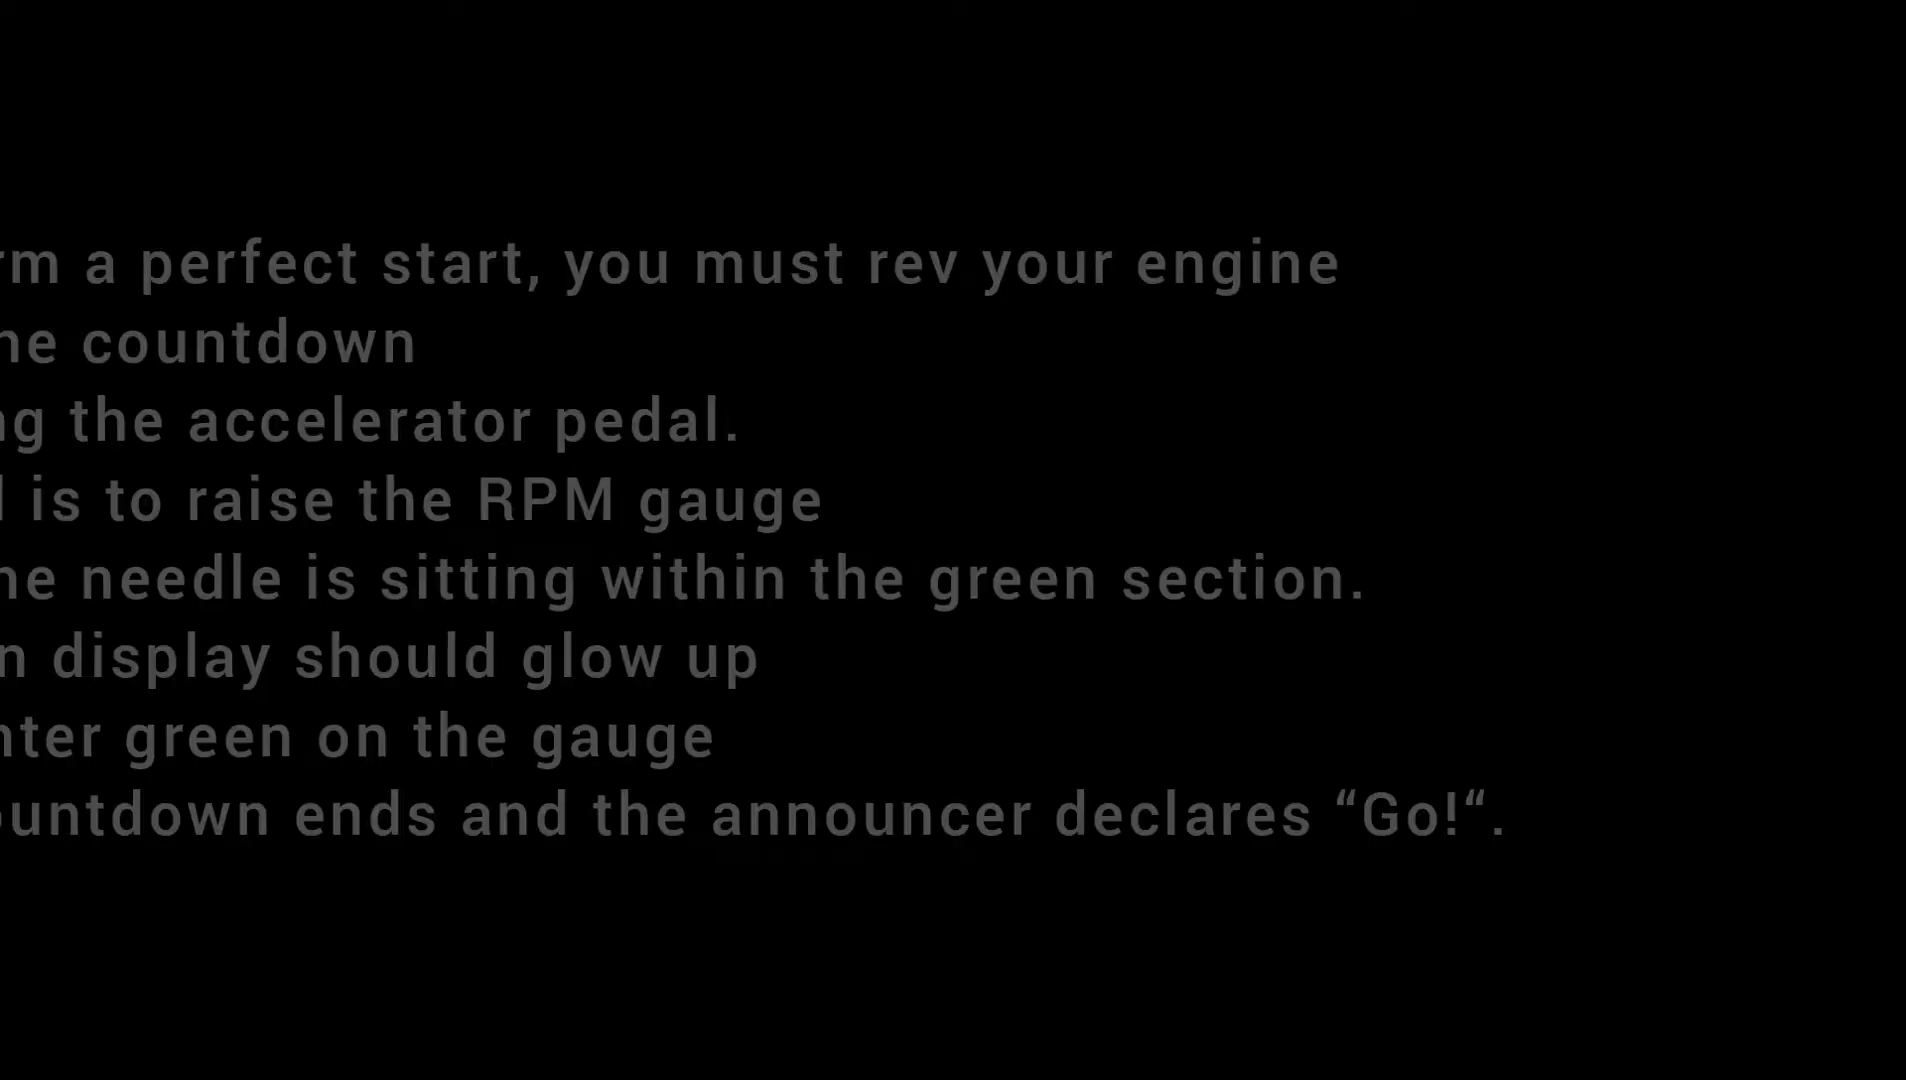 rm a perfect start, you must rev your engine
he countdown
ng the accelerator pedal.
l is to raise the RPM gauge
he needle is sitting within the green section.
n display should glow up
nter green on the gauge
ountdown ends and the announcer declares “Go!“.